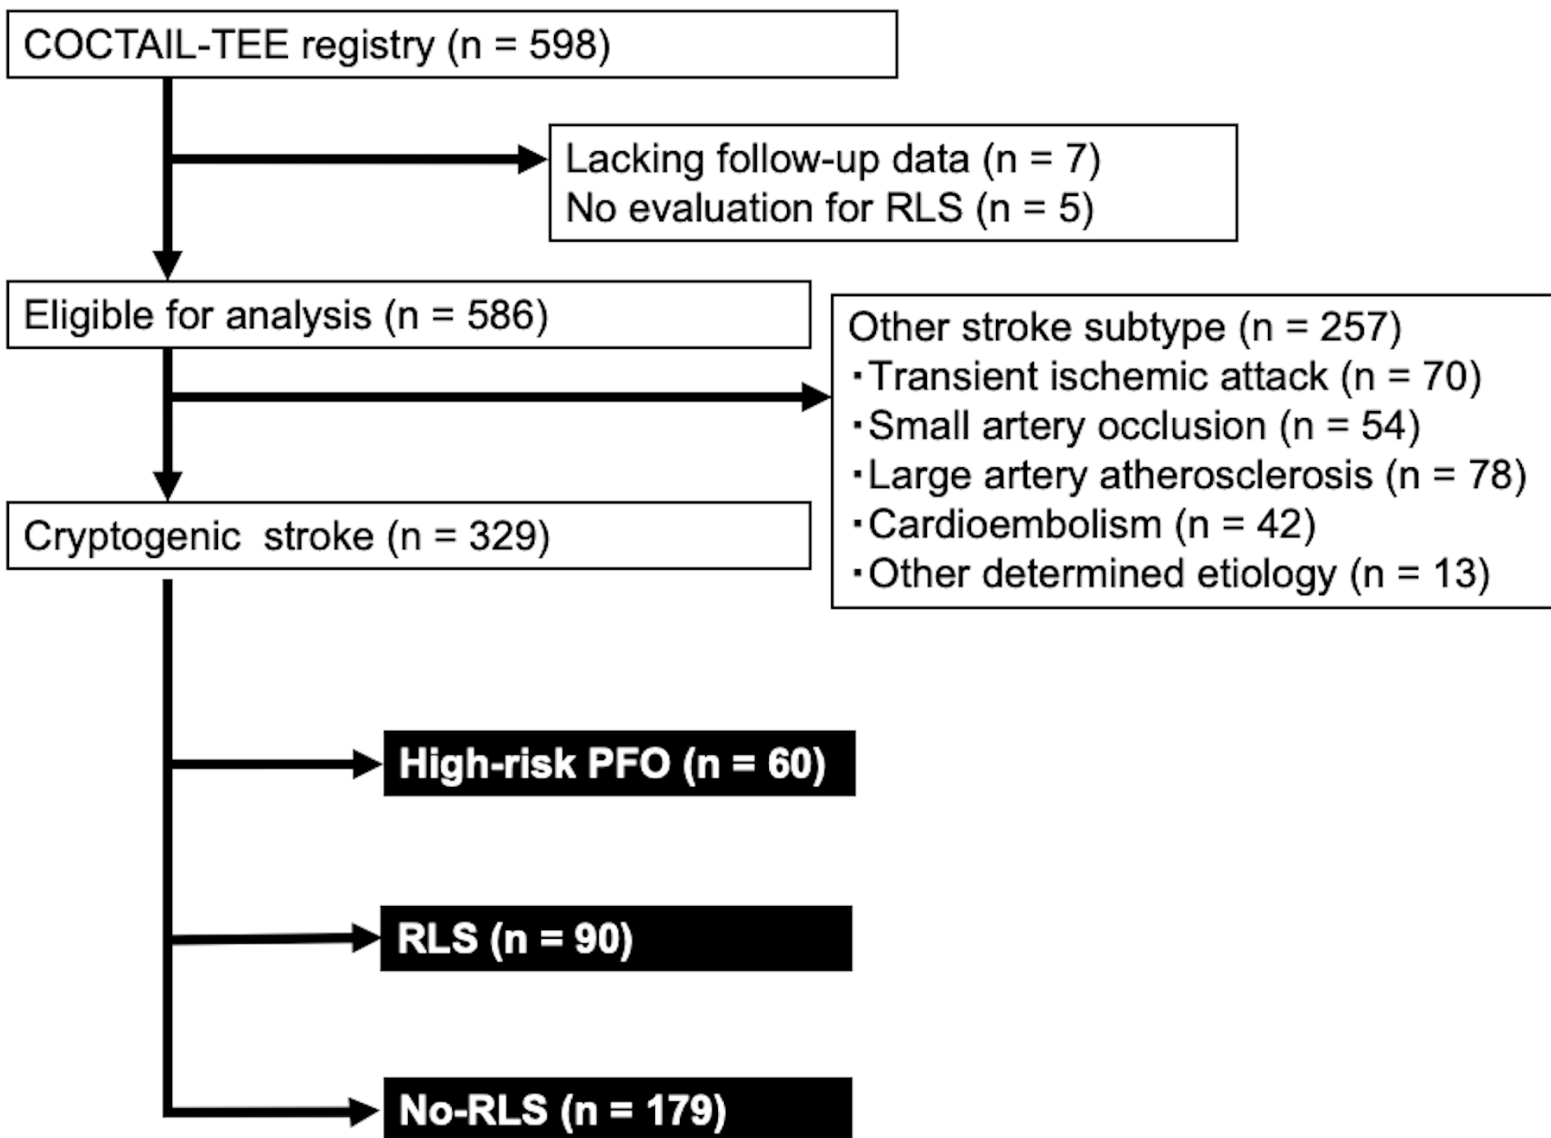 COCTAIL-TEE registry (n = 598)
Lacking follow-up data (n = 7)
No evaluation for RLS (n = 5)
Eligible for analysis (n = 586)
Other stroke subtype (n = 257)
・Transient ischemic attack (n = 70)
・Small artery occlusion (n = 54)
・Large artery atherosclerosis (n = 78)
・Cardioembolism (n = 42)
・Other determined etiology (n = 13)
Cryptogenic  stroke (n = 329)
High-risk PFO (n = 60)
RLS (n = 90)
No-RLS (n = 179)